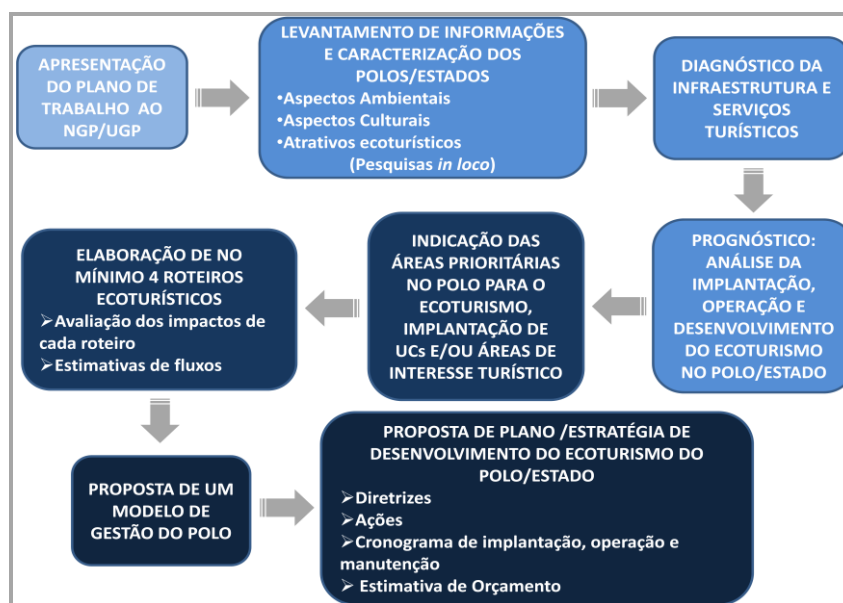 APRESENTAÇÃO
DO PLANO DE
TRABALHO AO
NGP/UGP
LEVANTAMENTO DE INFORMAÇÕES
E CARACTERIZAÇÃO DOS
POLOS/ESTADOS
•Aspectos Ambientais
•Aspectos Culturais
•Atrativos ecoturísticos
(Pesquisas in loco)
DIAGNÓSTICO DA
INFRAESTRUTURA E
SERVIÇOS
TURÍSTICOS
PROGNÓSTICO:
ANÁLISE DA
IMPLANTAÇÃO,
OPERAÇÃO E
DESENVOLVIMENTO
DO ECOTURISMO
NO POLO/ESTADO
INDICAÇÃO DAS
ÁREAS PRIORITÁRIAS
NO POLO PARA O
ECOTURISMO,
IMPLANTAÇÃO DE
UCs E/OU ÁREAS DE
INTERESSE TURÍSTICO
ELABORAÇÃO DE NO
MÍNIMO 4 ROTEIROS
ECOTURÍSTICOS
➢Avaliação dos impactos de
cada roteiro
➢Estimativas de fluxos
PROPOSTA DE UM
MODELO DE
GESTÃO DO POLO
PROPOSTA DE PLANO /ESTRATÉGIA DE
DESENVOLVIMENTO DO ECOTURISMO DO
POLO/ESTADO
➢Diretrizes
➢Ações
➢Cronograma de implantação, operação e
manutenção
➢ Estimativa de Orçamento